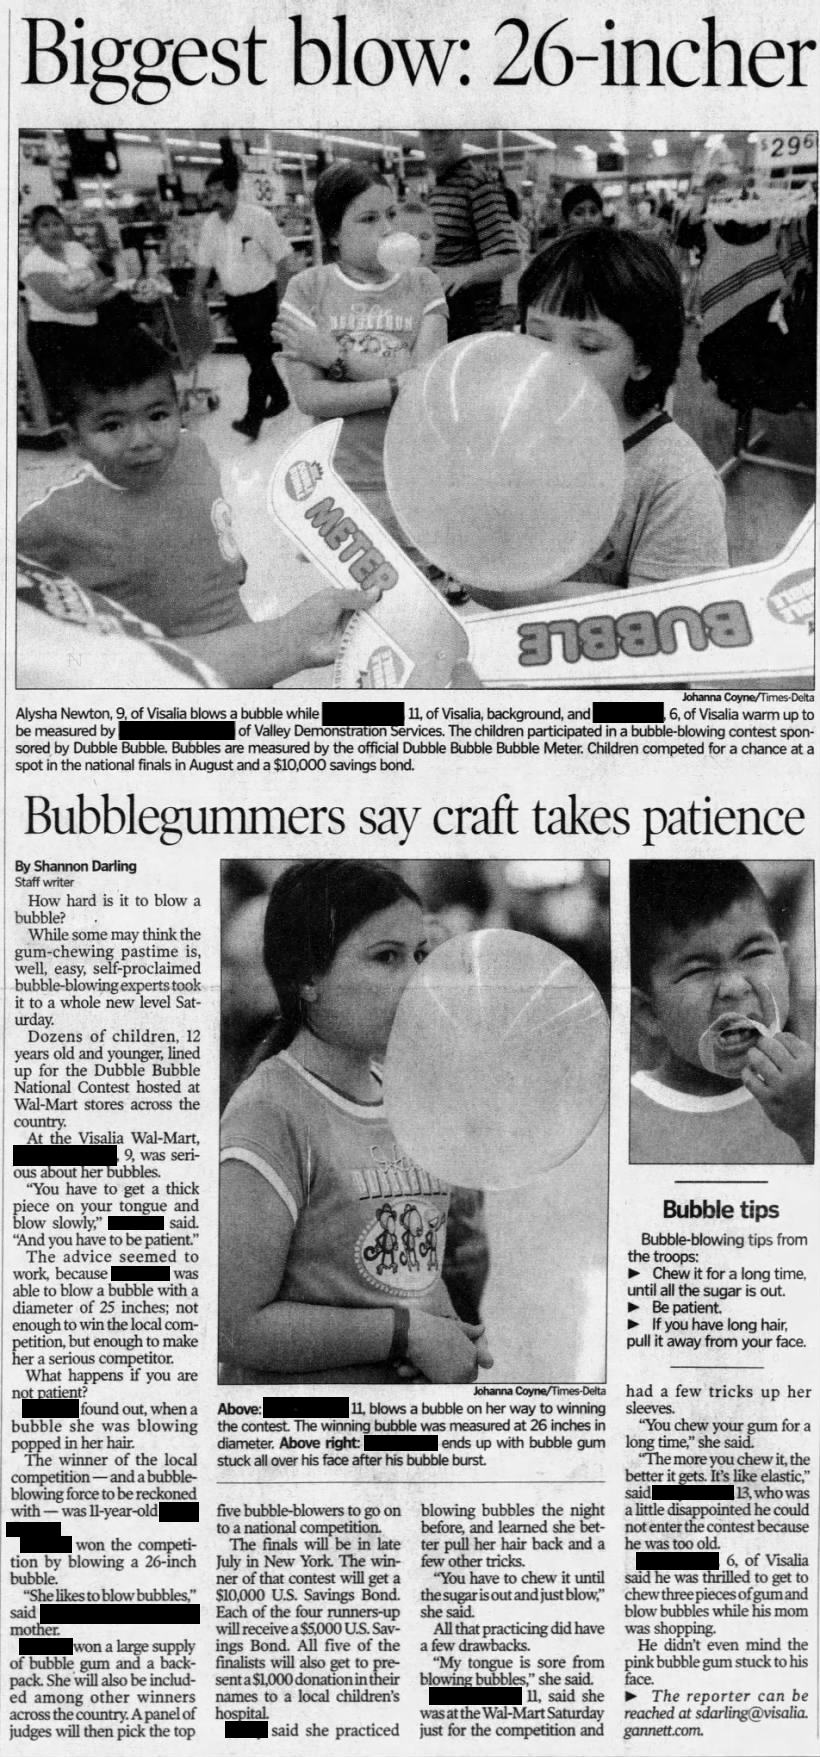 Biggest blow: 26-incher
$296
38
BUBBLEGUM
METER
BUBBLE
Johanna Coyne/Times-Delta
Alysha Newton, 9, of Visalia blows a bubble while 11, of Visalia, background, and , 6, of Visalia warm up to
be measured by of Valley Demonstration Services. The children participated in a bubble-blowing contest spon-
sored by Dubble Bubble. Bubbles are measured by the official Dubble Bubble Bubble Meter. Children competed for a chance at a
spot in the national finals in August and a $10,000 savings bond.
Bubblegummers say craft takes patience
By Shannon Darling
Staff writer
How hard is it to blow a
bubble?
While some may think the
gum-chewing pastime is,
well, easy, self-proclaimed
bubble-blowing experts took
it to a whole new level Sat-
urday.
Dozens of children, 12
years old and younger, lined
up for the Dubble Bubble
National Contest hosted at
Wal-Mart stores across the
country.
At the Visalia Wal-Mart,
, 9, was seri-
ous about her bubbles.
"You have to get a thick
piece on your tongue and
blow slowly," said.
"And you have to be patient."
The advice seemed to
work, because was
able to blow a bubble with a
diameter of 25 inches; not
enough to win the local com-
petition, but enough to make
her a serious competitor.
What happens if you are
not patient?
found out, when a
bubble she was blowing
popped in her hair.
The winner of the local
competition — and a bubble-
blowing force to be reckoned
with — was 11-year-old
won the competi-
tion by blowing a 26-inch
bubble.
"She likes to blow bubbles,"
said
mother.
won a large supply
of bubble gum and a back-
pack. She will also be includ-
ed among other winners
across the country. A panel of
judges will then pick the top
Johanna Coyne/Times-Delta
Above: 11, blows a bubble on her way to winning
the contest. The winning bubble was measured at 26 inches in
diameter. Above right: ends up with bubble gum
stuck all over his face after his bubble burst.
five bubble-blowers to go on
to a national competition.
The finals will be in late
July in New York. The win-
ner of that contest will get a
$10,000 U.S. Savings Bond.
Each of the four runners-up
will receive a $5,000 U.S. Sav-
ings Bond. All five of the
finalists will also get to pre-
sent a $1,000 donation in their
names to a local children's
hospital.
said she practiced
blowing bubbles the night
before, and learned she bet-
ter pull her hair back and a
few other tricks.
"You have to chew it until
the sugar is out and just blow,"
she said.
All that practicing did have
a few drawbacks.
"My tongue is sore from
blowing bubbles," she said.
11, said she
was at the Wal-Mart Saturday
just for the competition and
Bubble tips
Bubble-blowing tips from
the troops:
► Chew it for a long time,
until all the sugar is out.
► Be patient.
► If you have long hair,
pull it away from your face.
had a few tricks up her
sleeves.
"You chew your gum for a
long time," she said.
"The more you chew it, the
better it gets. It's like elastic,"
said 13, who was
a little disappointed he could
not enter the contest because
he was too old.
, 6, of Visalia
said he was thrilled to get to
chew three pieces of gum and
blow bubbles while his mom
was shopping.
He didn't even mind the
pink bubble gum stuck to his
face.
► The reporter can be
reached at sdarling@visalia.
gannett.com.